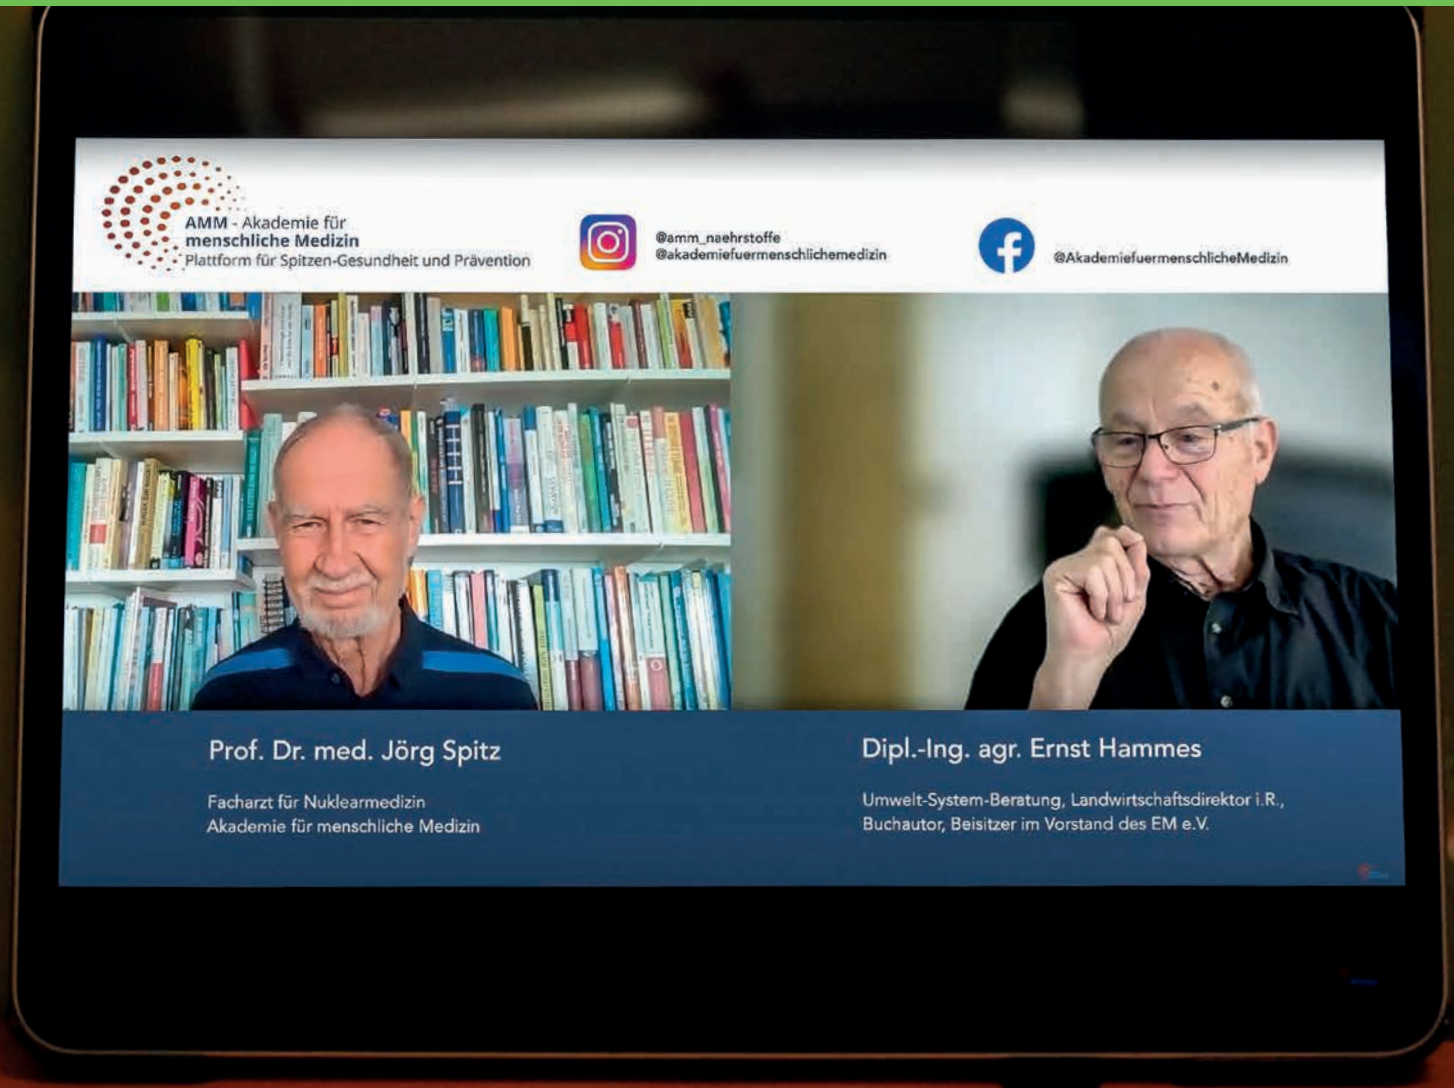 AMM - Akademie für
menschliche Medizin
Plattform für Spitzen-Gesundheit und Prävention
@amm_naehrstoffe
@akademiefuermenschlichemedizin
@AkademiefuermenschlicheMedizin
Prof. Dr. med. Jörg Spitz
Facharzt für Nuklearmedizin
Akademie für menschliche Medizin
Dipl.-Ing. agr. Ernst Hammes
Umwelt-System-Beratung, Landwirtschaftsdirektor i.R.,
Buchautor, Beisitzer im Vorstand des EM e.V.